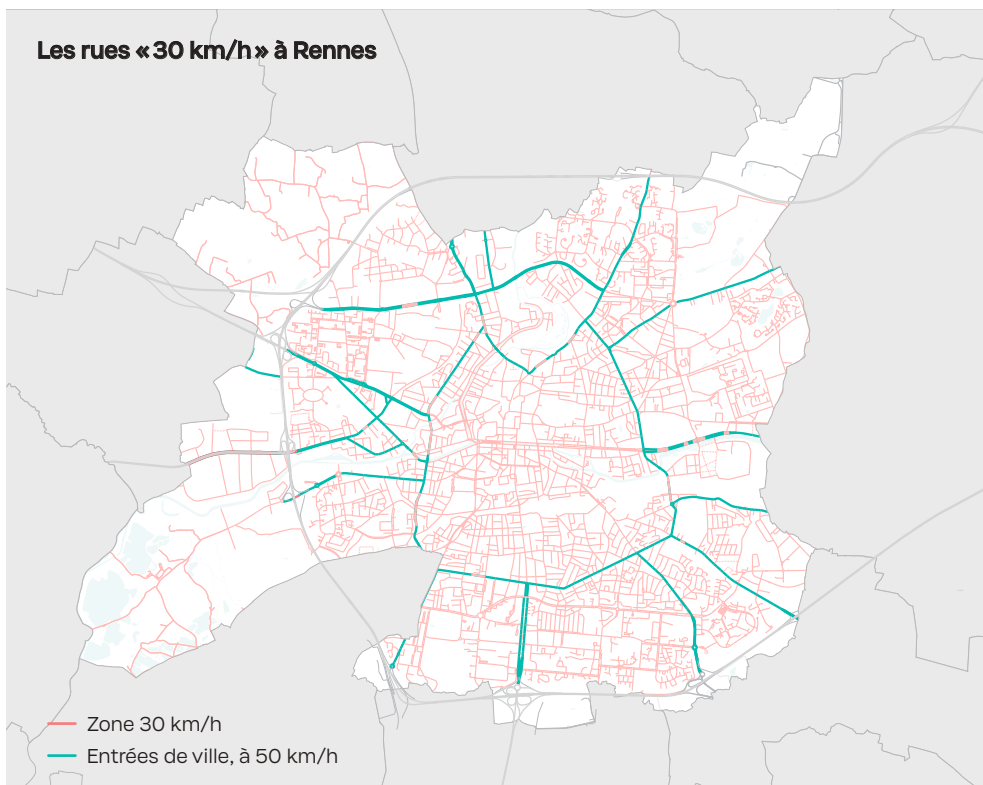 Les rues « 30 km/h » à Rennes
Zone 30 km/h
Entrées de ville, à 50 km/h